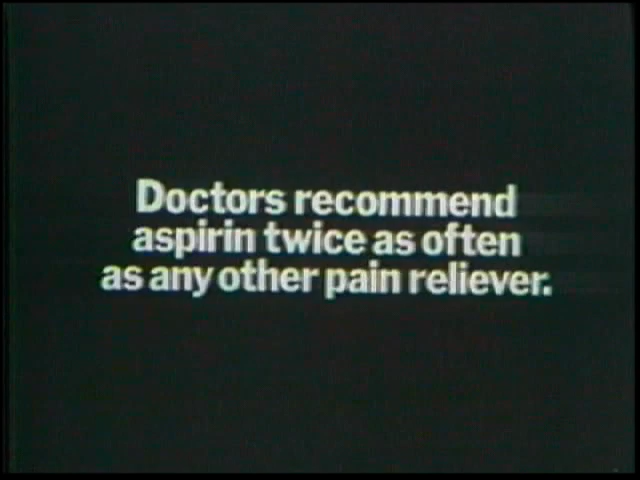 Doctors recommend
aspirin twice as often
as any other pain reliever.